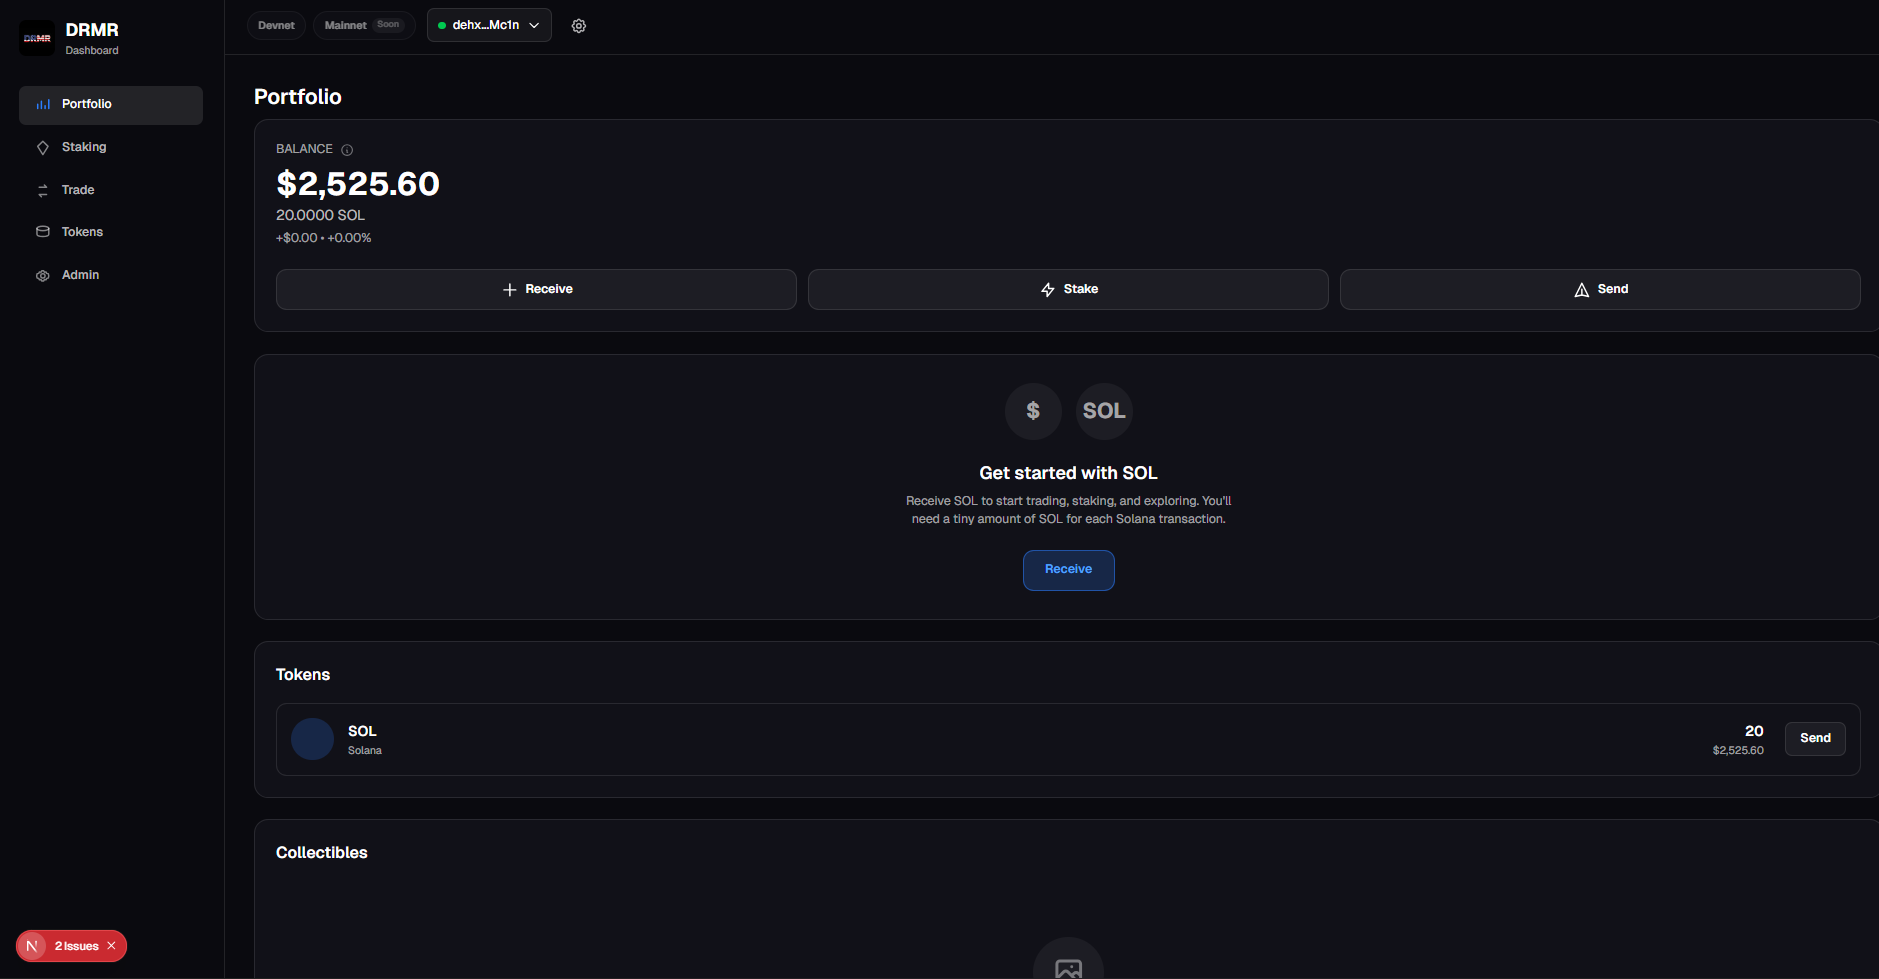 DRMR
DRMR
Dashboard
Portfolio
Staking
Trade
Tokens
Admin
Devnet
Mainnet Soon
dehx...Mc1n
Portfolio
BALANCE
$2,525.60
20.0000 SOL
+$0.00 • +0.00%
Receive
Stake
Send
$ SOL
Get started with SOL
Receive SOL to start trading, staking, and exploring. You'll
need a tiny amount of SOL for each Solana transaction.
Receive
Tokens
SOL
Solana
20
$2,525.60
Send
Collectibles
N 2 Issues